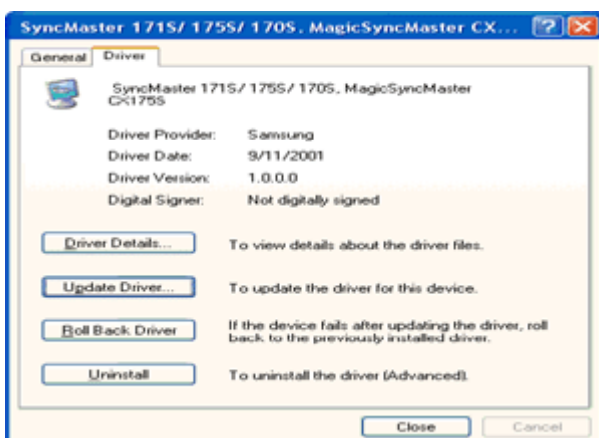 SyncMaster 171S/ 175S/ 170S, MagicSyncMaster CX...
General Driver
SyncMaster 171S/ 175S/ 170S, MagicSyncMaster
CX175S
Driver Provider: Samsung
Driver Date: 9/11/2001
Driver Version: 1.0.0.0
Digital Signer: Not digitally signed
Driver Details... To view details about the driver files.
Update Driver... To update the driver for this device.
Roll Back Driver If the device fails after updating the driver, roll
back to the previously installed driver.
Uninstall To uninstall the driver (Advanced).
Close Cancel